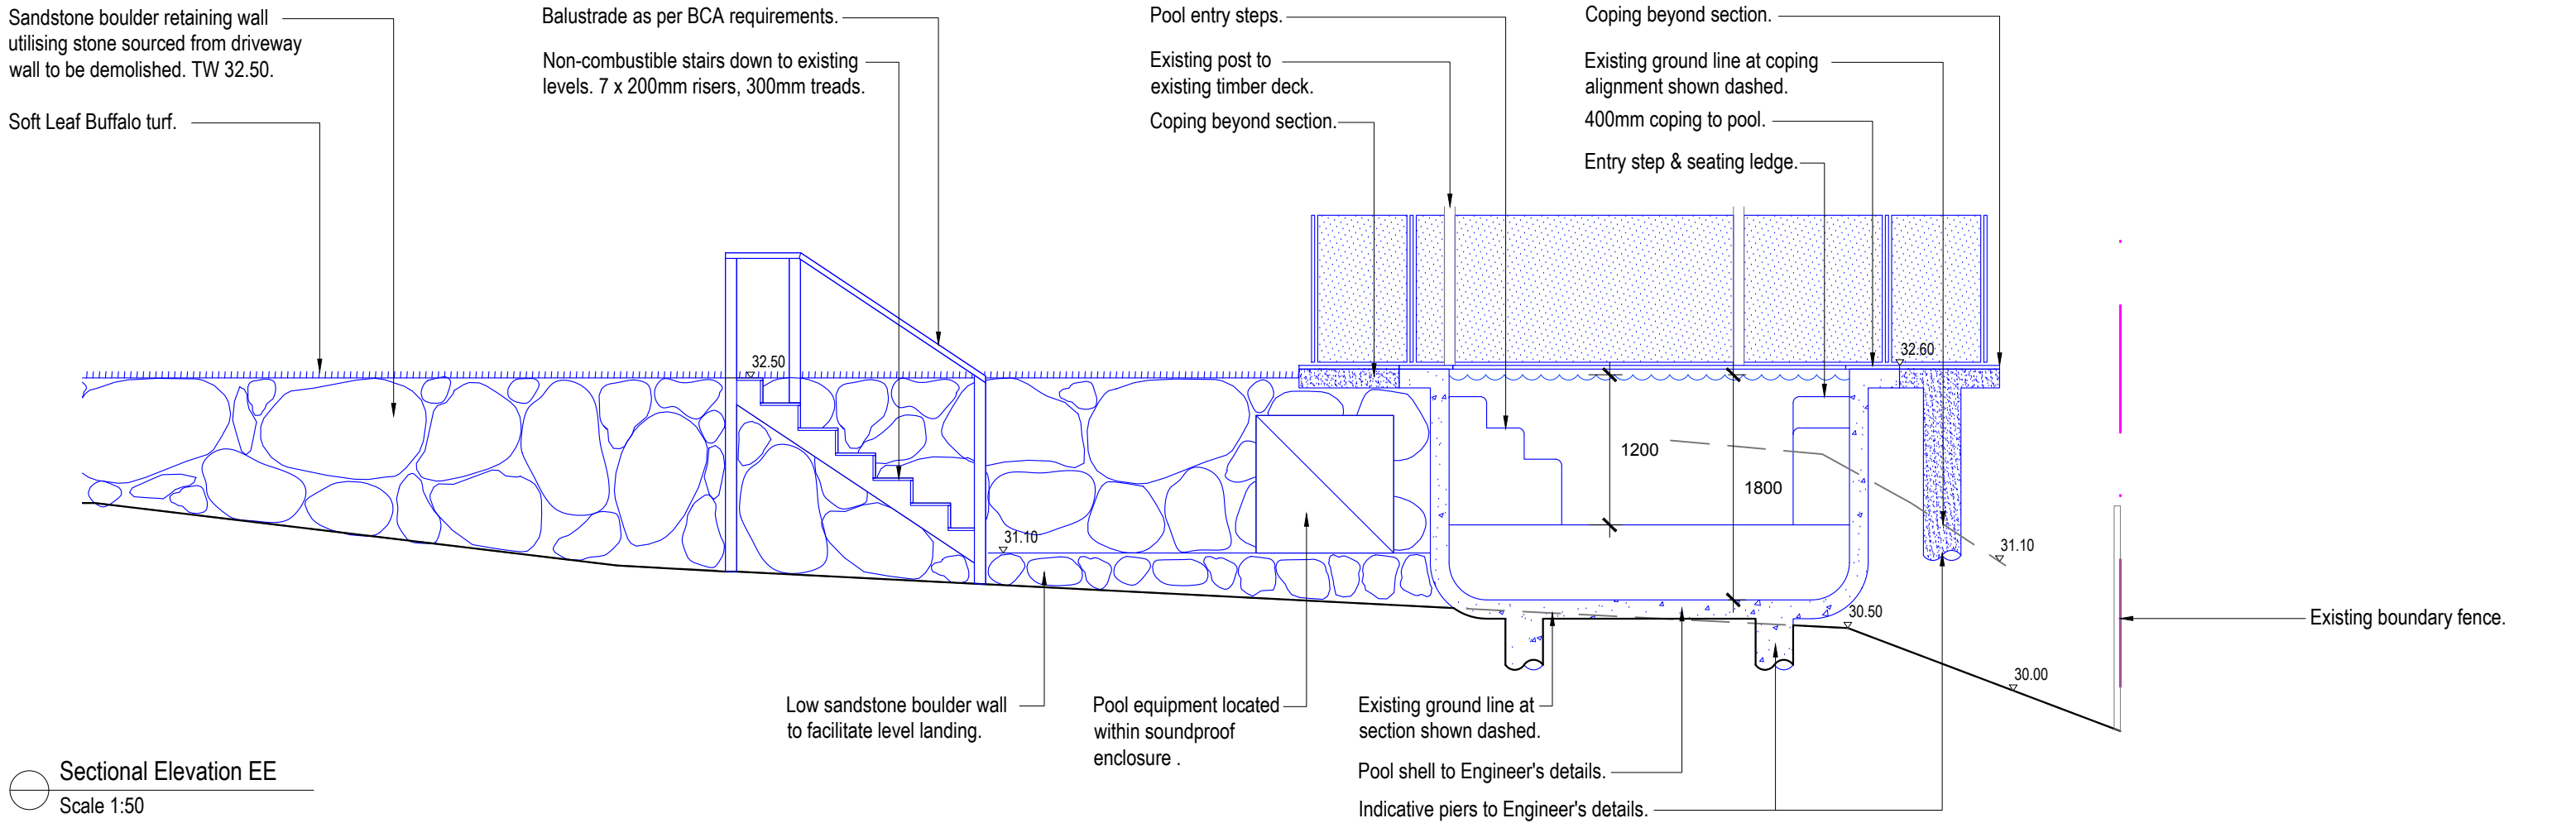 Sandstone boulder retaining wall
utilising stone sourced from driveway
wall to be demolished. TW 32.50.
Soft Leaf Buffalo turf.
Balustrade as per BCA requirements.
Non-combustible stairs down to existing
levels. 7 x 200mm risers, 300mm treads.
Pool entry steps.
Existing post to
existing timber deck.
Coping beyond section.
Coping beyond section.
Existing ground line at coping
alignment shown dashed.
400mm coping to pool.
Entry step & seating ledge.
32.50
32.60
1200
1800
31.10
31.10
30.50
30.00
Existing boundary fence.
Low sandstone boulder wall
to facilitate level landing.
Pool equipment located
within soundproof
enclosure .
Existing ground line at
section shown dashed.
Pool shell to Engineer's details.
Indicative piers to Engineer's details.
Sectional Elevation EE
Scale 1:50